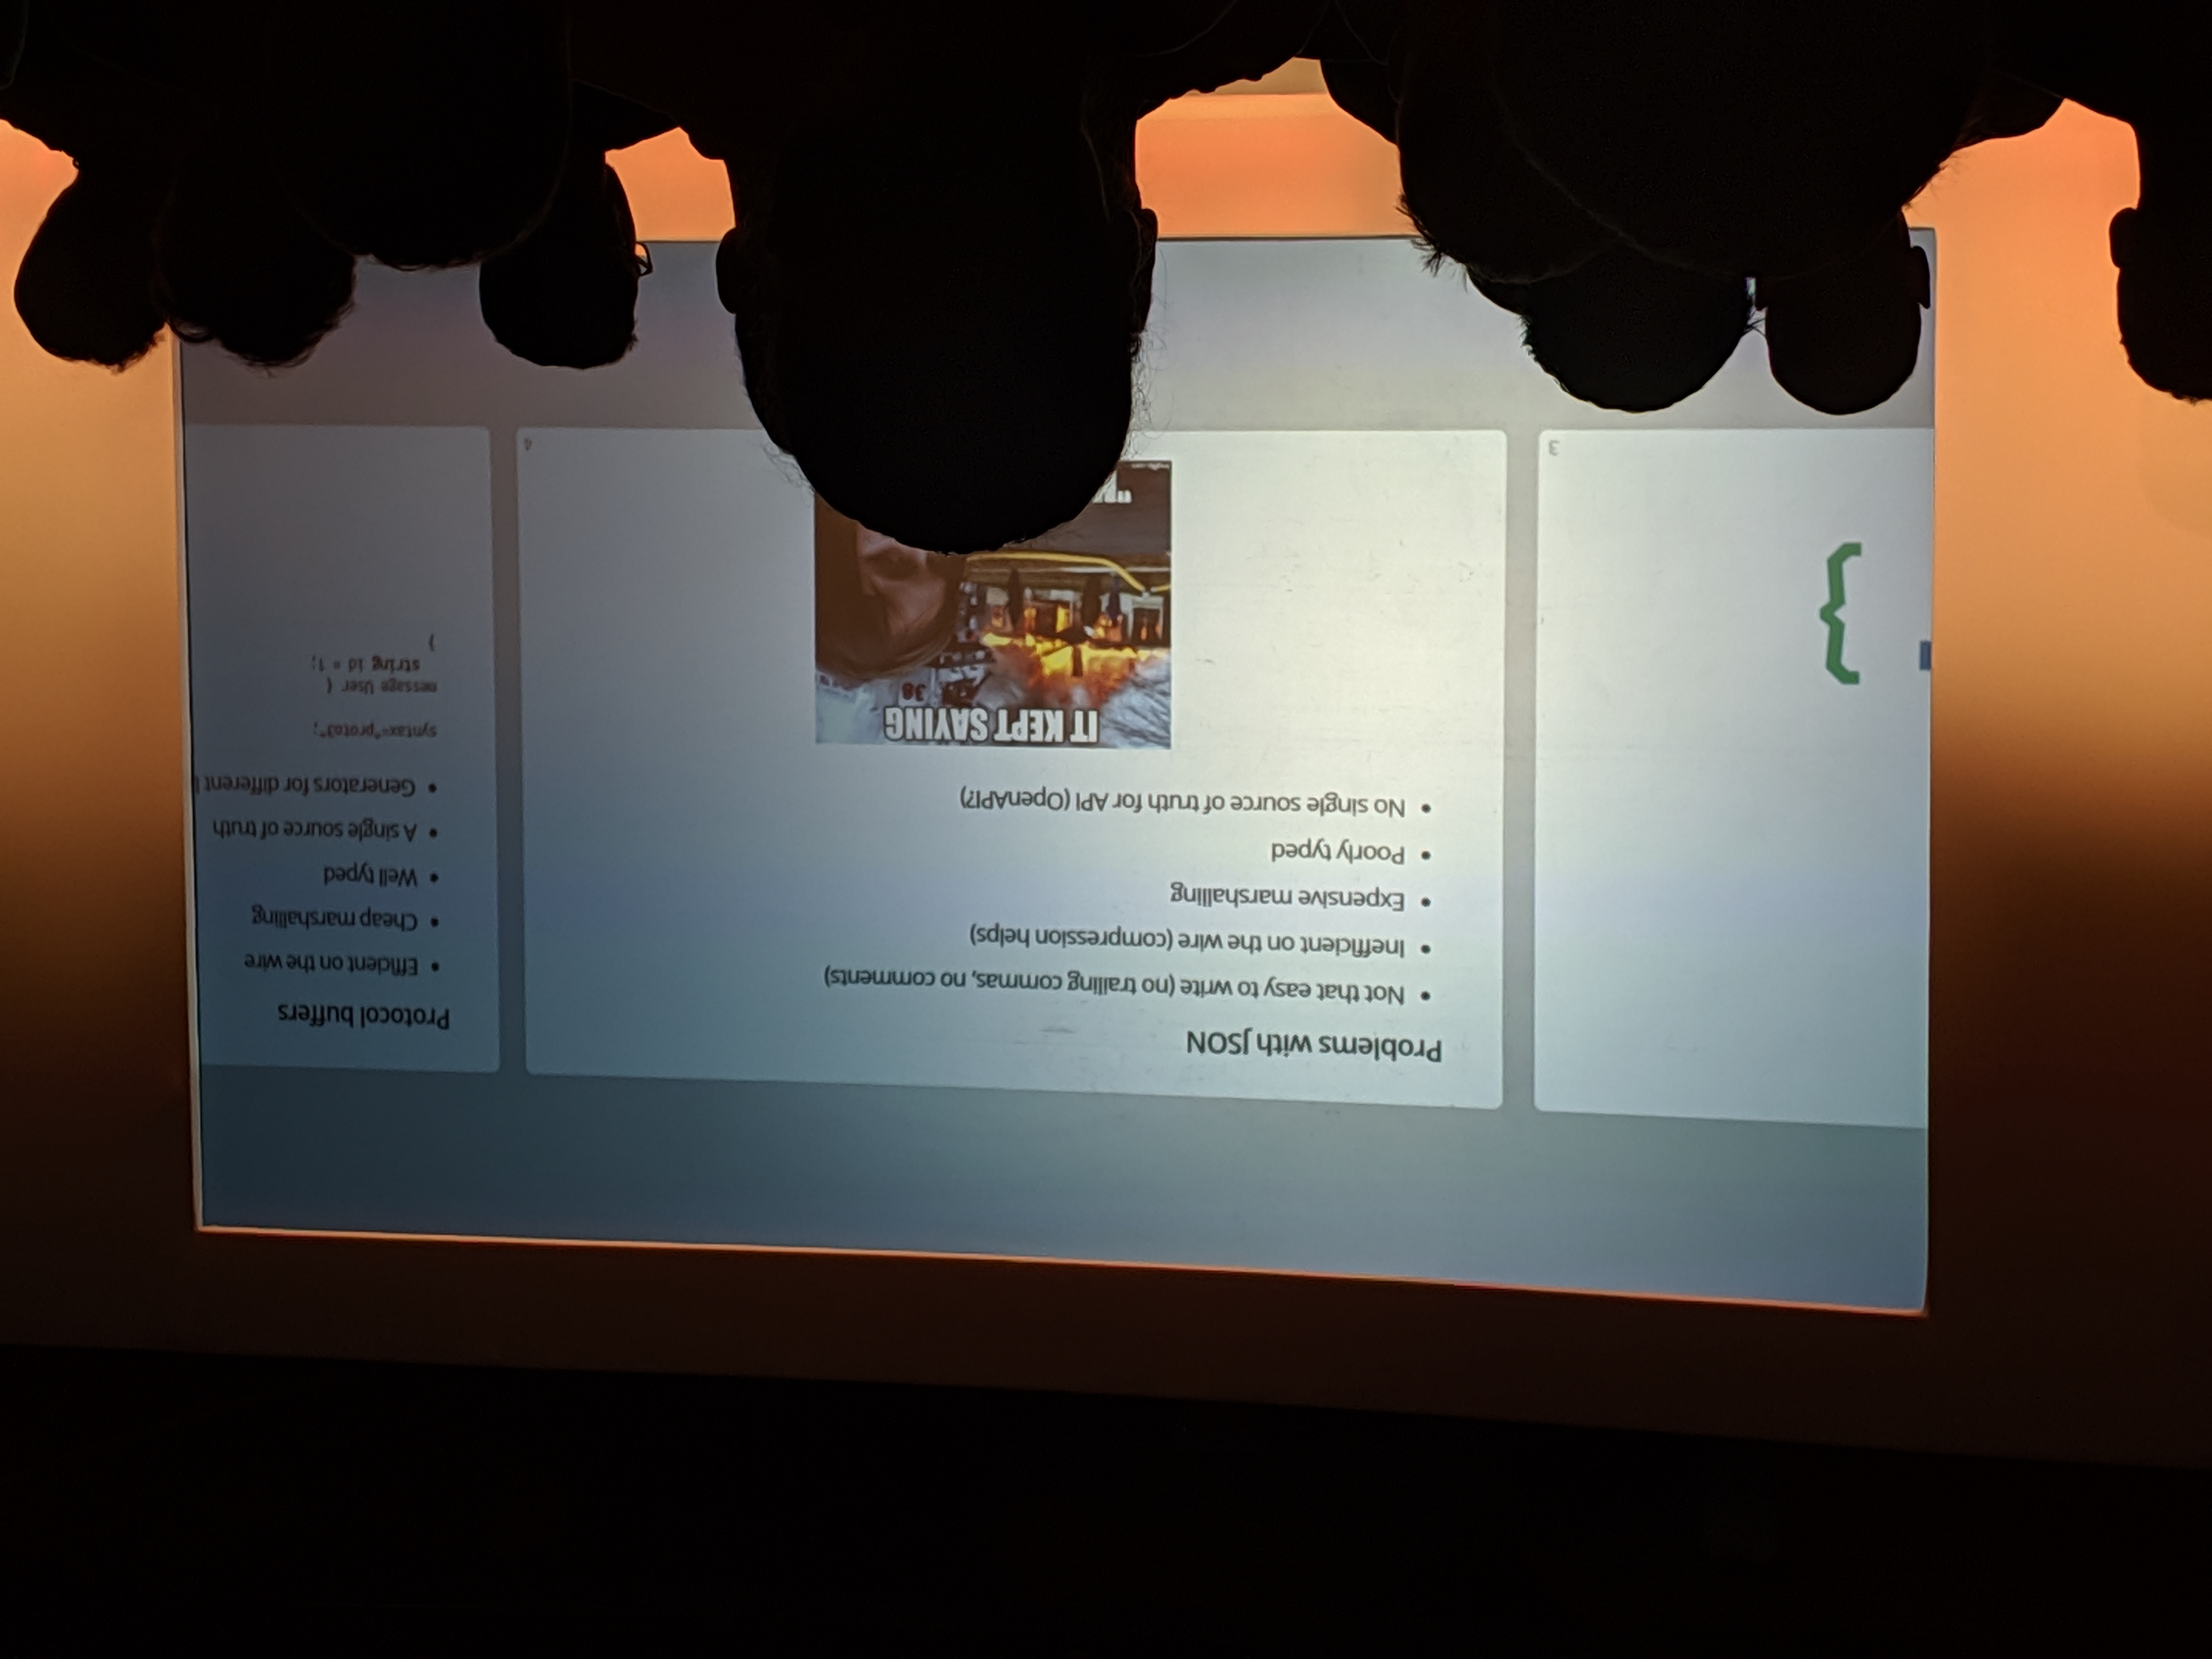 }
3
Problems with JSON
• Not that easy to write (no trailing commas, no comments)
• Inefficient on the wire (compression helps)
• Expensive marshalling
• Poorly typed
• No single source of truth for API (OpenAPI?)
IT KEPT SAYING
38
4
Protocol buffers
• Efficient on the wire
• Cheap marshalling
• Well typed
• A single source of truth
• Generators for different
syntax="proto3";
message User {
string id = 1;
}